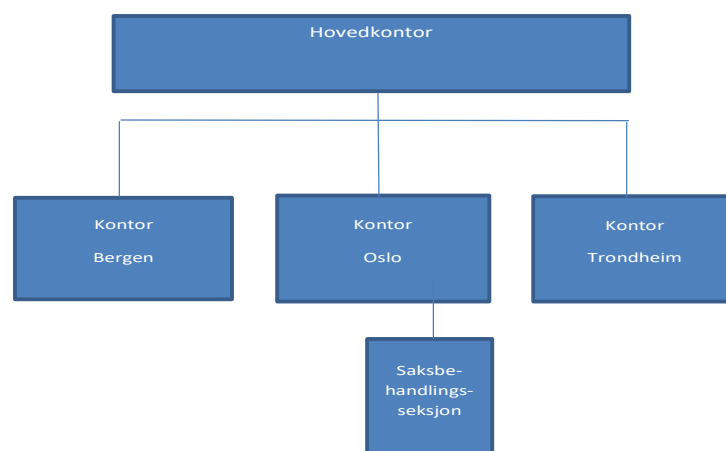 Hovedkontor
Kontor
Bergen
Kontor
Oslo
Kontor
Trondheim
Saksbe-
handlings-
seksjon